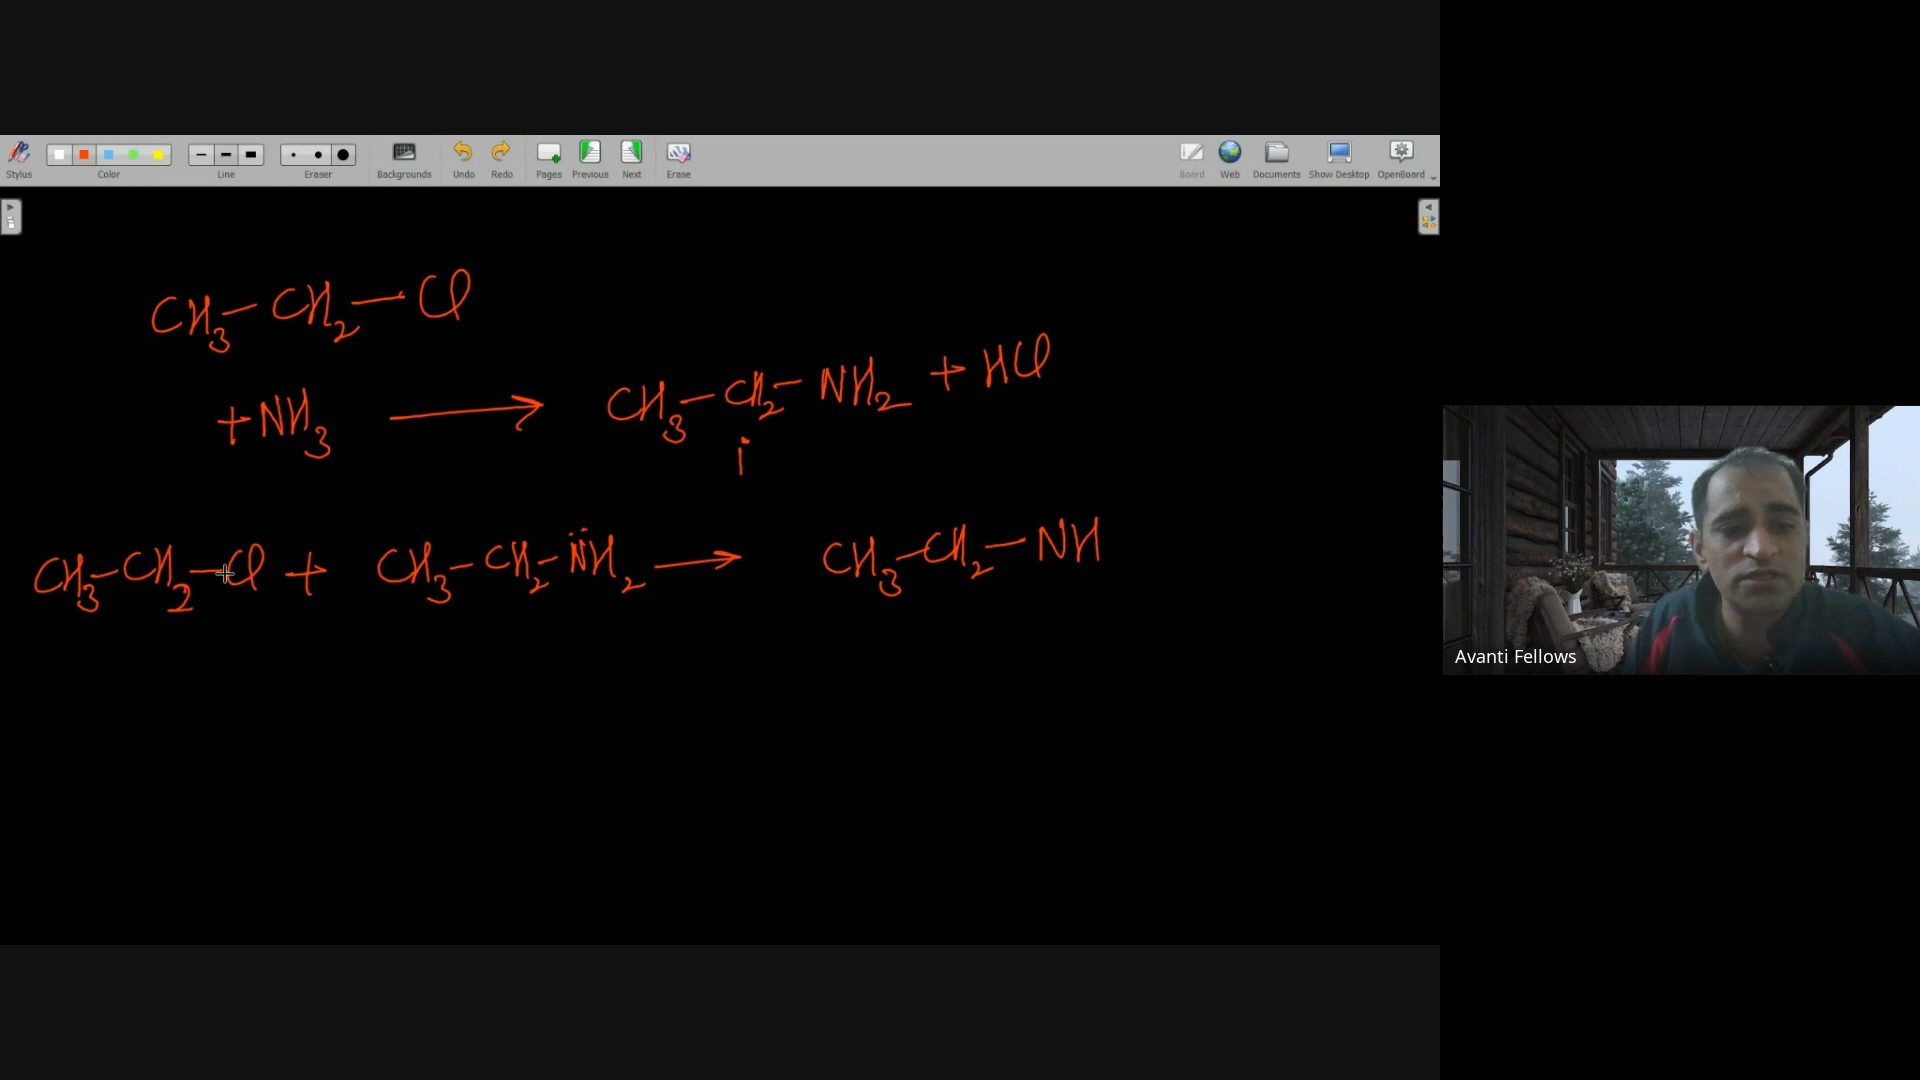 Stylus Color Line Eraser Backgrounds Undo Redo Pages Previous Next Erase Board Web Documents Show Desktop OpenBoard
CH₃—CH₂—Cl
+NH₃ ⟶ CH₃—CH₂—NH₂ + HCl
i
CH₃—CH₂—Cl + CH₃—CH₂—N̈H₂ ⟶ CH₃—CH₂—NH
Avanti Fellows